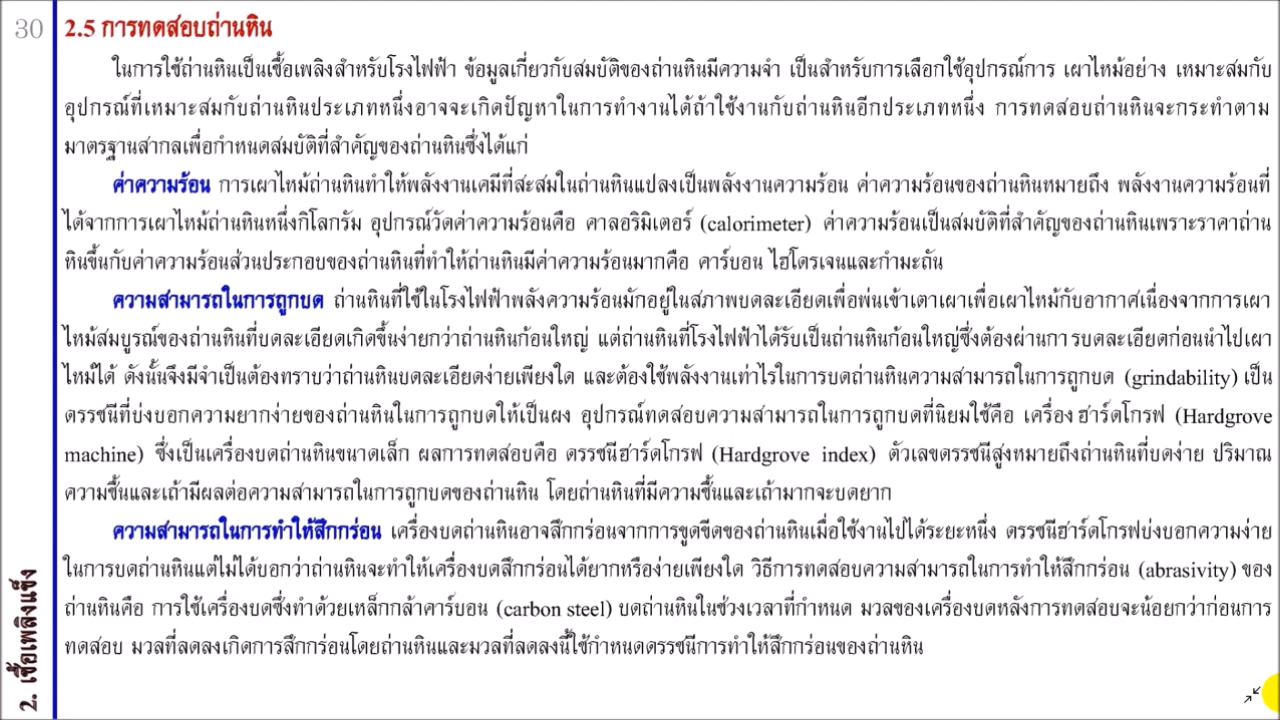 30
2.5 การทดสอบถ่านหิน
ในการใช้ถ่านหินเป็นเชื้อเพลิงสำหรับโรงไฟฟ้า ข้อมูลเกี่ยวกับสมบัติของถ่านหินมีความจำ เป็นสำหรับการเลือกใช้อุปกรณ์การ เผาไหม้อย่าง เหมาะสมกับ
อุปกรณ์ที่เหมาะสมกับถ่านหินประเภทหนึ่งอาจจะเกิดปัญหาในการทำงานได้ถ้าใช้งานกับถ่านหินอีกประเภทหนึ่ง การทดสอบถ่านหินจะกระทำตาม
มาตรฐานสากลเพื่อกำหนดสมบัติที่สำคัญของถ่านหินซึ่งได้แก่
ค่าความร้อน การเผาไหม้ถ่านหินทำให้พลังงานเคมีที่สะสมในถ่านหินแปลงเป็นพลังงานความร้อน ค่าความร้อนของถ่านหินหมายถึง พลังงานความร้อนที่
ได้จากการเผาไหม้ถ่านหินหนึ่งกิโลกรัม อุปกรณ์วัดค่าความร้อนคือ คาลอริมิเตอร์ (calorimeter) ค่าความร้อนเป็นสมบัติที่สำคัญของถ่านหินเพราะราคาถ่าน
หินขึ้นกับค่าความร้อนส่วนประกอบของถ่านหินที่ทำให้ถ่านหินมีค่าความร้อนมากคือ คาร์บอน ไฮโดรเจนและกำมะถัน
ความสามารถในการถูกบด ถ่านหินที่ใช้ในโรงไฟฟ้าพลังความร้อนมักอยู่ในสภาพบดละเอียดเพื่อพ่นเข้าเตาเผาเพื่อเผาไหม้กับอากาศเนื่องจากการเผา
ไหม้สมบูรณ์ของถ่านหินที่บดละเอียดเกิดขึ้นง่ายกว่าถ่านหินก้อนใหญ่ แต่ถ่านหินที่โรงไฟฟ้าได้รับเป็นถ่านหินก้อนใหญ่ซึ่งต้องผ่านกา รบดละเอียดก่อนนำไปเผา
ไหม้ได้ ดังนั้นจึงมีจำเป็นต้องทราบว่าถ่านหินบดละเอียดง่ายเพียงใด และต้องใช้พลังงานเท่าไรในการบดถ่านหินความสามารถในการถูกบด (grindability) เป็น
ดรรชนีที่บ่งบอกความยากง่ายของถ่านหินในการถูกบดให้เป็นผง อุปกรณ์ทดสอบความสามารถในการถูกบดที่นิยมใช้คือ เครื่อง ฮาร์ดโกรฟ (Hardgrove
machine) ซึ่งเป็นเครื่องบดถ่านหินขนาดเล็ก ผลการทดสอบคือ ดรรชนีฮาร์ดโกรฟ (Hardgrove index) ตัวเลขดรรชนีสูงหมายถึงถ่านหินที่บดง่าย ปริมาณ
ความชื้นและเถ้ามีผลต่อความสามารถในการถูกบดของถ่านหิน โดยถ่านหินที่มีความชื้นและเถ้ามากจะบดยาก
ความสามารถในการทำให้สึกกร่อน เครื่องบดถ่านหินอาจสึกกร่อนจากการขูดขีดของถ่านหินเมื่อใช้งานไปได้ระยะหนึ่ง ดรรชนีฮาร์ดโกรฟบ่งบอกความง่าย
ในการบดถ่านหินแต่ไม่ได้บอกว่าถ่านหินจะทำให้เครื่องบดสึกกร่อนได้ยากหรือง่ายเพียงใด วิธีการทดสอบความสามารถในการทำให้สึกกร่อน (abrasivity) ของ
ถ่านหินคือ การใช้เครื่องบดซึ่งทำด้วยเหล็กกล้าคาร์บอน (carbon steel) บดถ่านหินในช่วงเวลาที่กำหนด มวลของเครื่องบดหลังการทดสอบจะน้อยกว่าก่อนการ
ทดสอบ มวลที่ลดลงเกิดการสึกกร่อนโดยถ่านหินและมวลที่ลดลงนี้ใช้กำหนดดรรชนีการทำให้สึกกร่อนของถ่านหิน
2. เชื้อเพลิงแข็ง